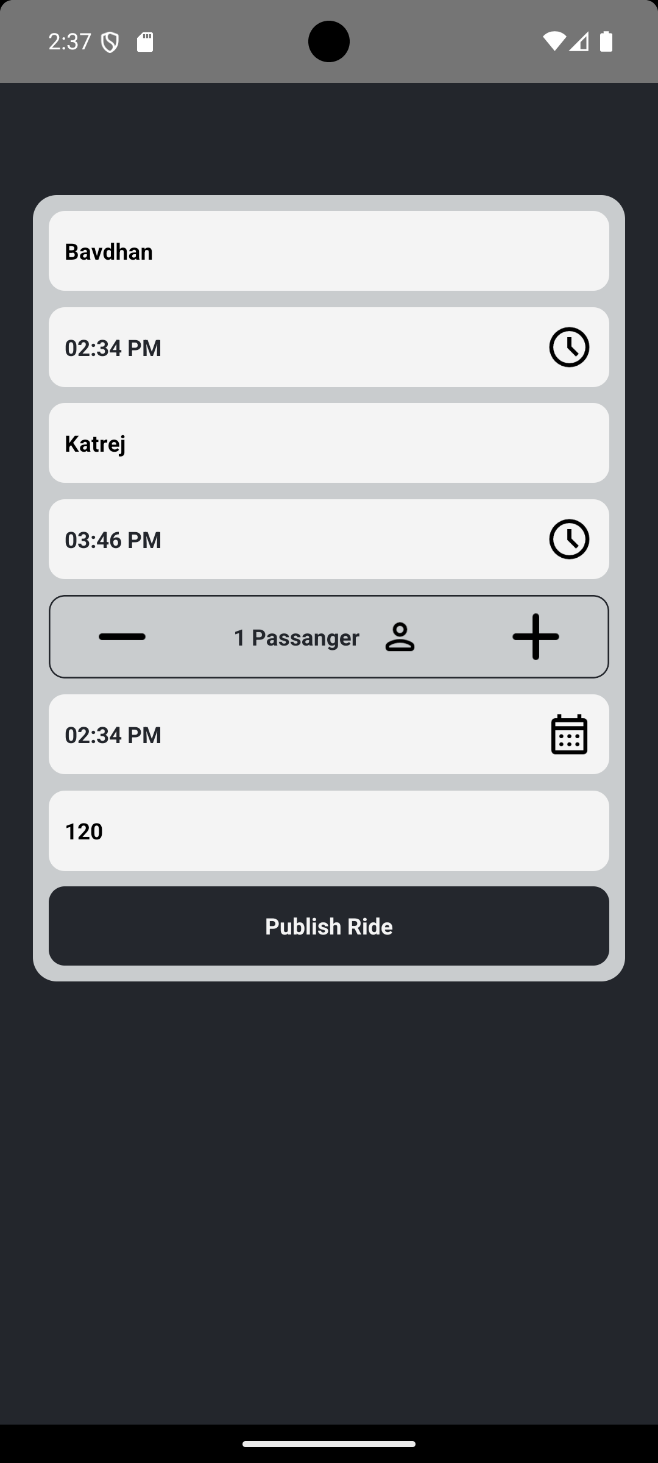 2:37
Bavdhan
02:34 PM
Katrej
03:46 PM
1 Passanger
02:34 PM
120
Publish Ride